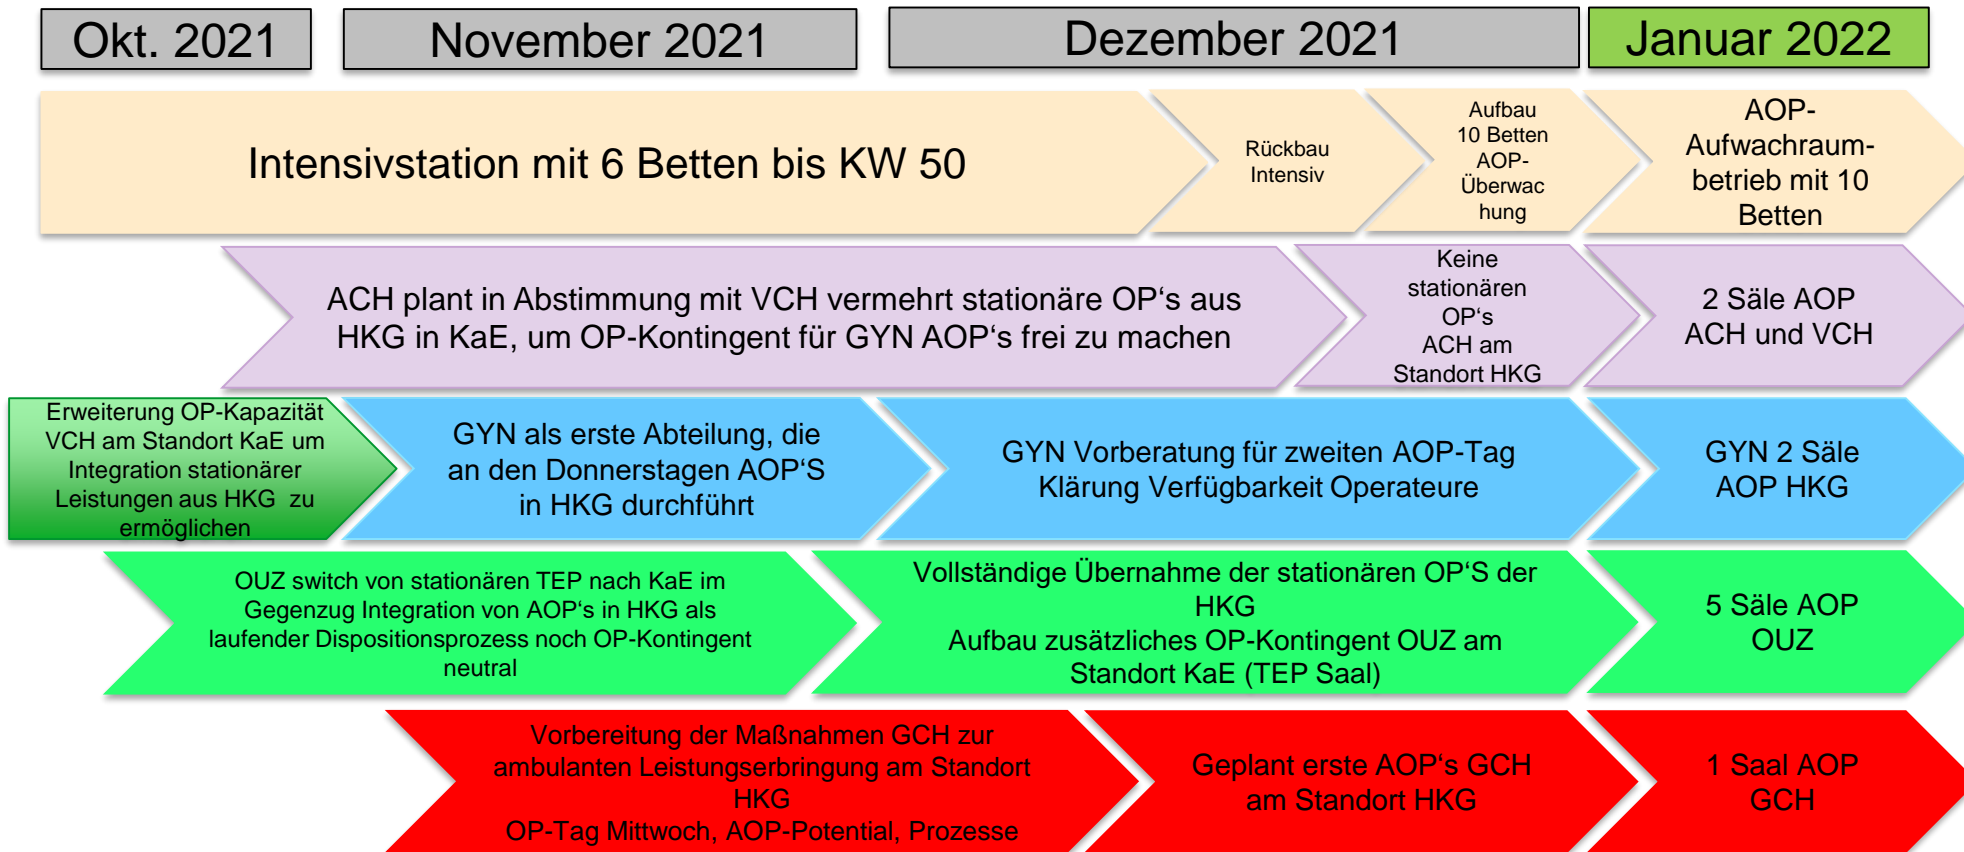 Okt. 2021
November 2021
Dezember 2021
Januar 2022
Intensivstation mit 6 Betten bis KW 50
Rückbau
Intensiv
Aufbau
10 Betten
AOP-
Überwac
hung
AOP-
Aufwachraum-
betrieb mit 10
Betten
ACH plant in Abstimmung mit VCH vermehrt stationäre OP‘s aus
HKG in KaE, um OP-Kontingent für GYN AOP‘s frei zu machen
Keine
stationären
OP‘s
ACH am
Standort HKG
2 Säle AOP
ACH und VCH
Erweiterung OP-Kapazität
VCH am Standort KaE um
Integration stationärer
Leistungen aus HKG zu
ermöglichen
GYN als erste Abteilung, die
an den Donnerstagen AOP‘S
in HKG durchführt
GYN Vorberatung für zweiten AOP-Tag
Klärung Verfügbarkeit Operateure
GYN 2 Säle
AOP HKG
OUZ switch von stationären TEP nach KaE im
Gegenzug Integration von AOP‘s in HKG als
laufender Dispositionsprozess noch OP-Kontingent
neutral
Vollständige Übernahme der stationären OP‘S der
HKG
Aufbau zusätzliches OP-Kontingent OUZ am
Standort KaE (TEP Saal)
5 Säle AOP
OUZ
Vorbereitung der Maßnahmen GCH zur
ambulanten Leistungserbringung am Standort
HKG
OP-Tag Mittwoch, AOP-Potential, Prozesse
Geplant erste AOP‘s GCH
am Standort HKG
1 Saal AOP
GCH